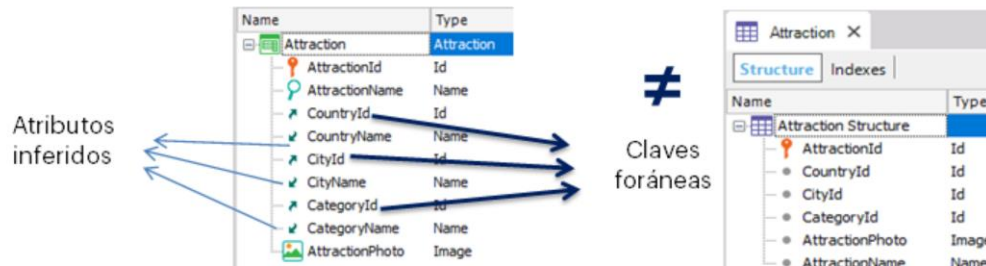 Name Type
Attraction Attraction
AttractionId Id
AttractionName Name
CountryId Id
CountryName Name
CityId Id
CityName Name
CategoryId Id
CategoryName Name
AttractionPhoto Image
Atributos
inferidos
≠
Claves
foráneas
Attraction
Structure Indexes
Name Type
Attraction Structure
AttractionId Id
CountryId Id
CityId Id
CategoryId Id
AttractionPhoto Image
AttractionName Name